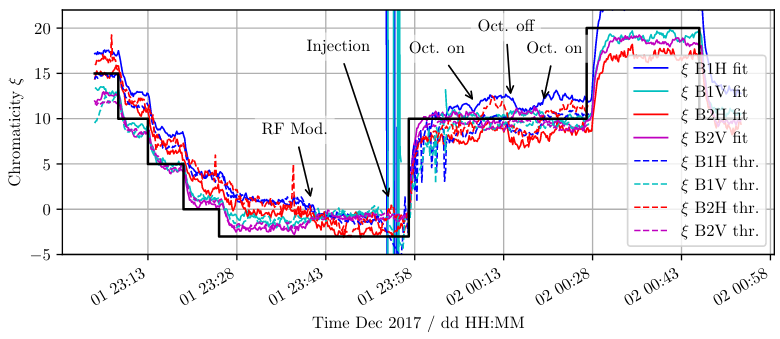 Chromaticity ξ
20
15
10
5
0
−5
Oct. off
Injection
Oct. on
Oct. on
RF Mod.
ξ B1H fit
ξ B1V fit
ξ B2H fit
ξ B2V fit
ξ B1H thr.
ξ B1V thr.
ξ B2H thr.
ξ B2V thr.
01 23:13
01 23:28
01 23:43
01 23:58
02 00:13
02 00:28
02 00:43
02 00:58
Time Dec 2017 / dd HH:MM